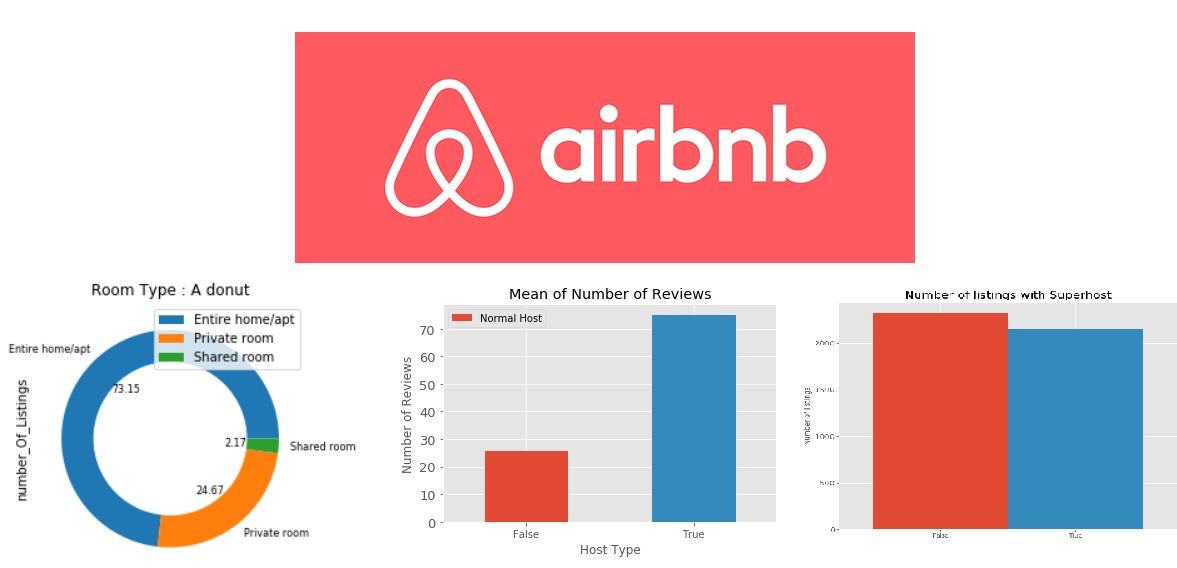 airbnb
Room Type : A donut
Entire home/apt
Private room
Shared room
Entire home/apt
73.15
2.17
Shared room
24.67
Private room
number_Of_Listings
Mean of Number of Reviews
Normal Host
70
60
50
40
30
20
10
0
Number of Reviews
False
True
Host Type
Number of listings with Superhost
2000
1500
1000
500
0
Number of listings
False
True